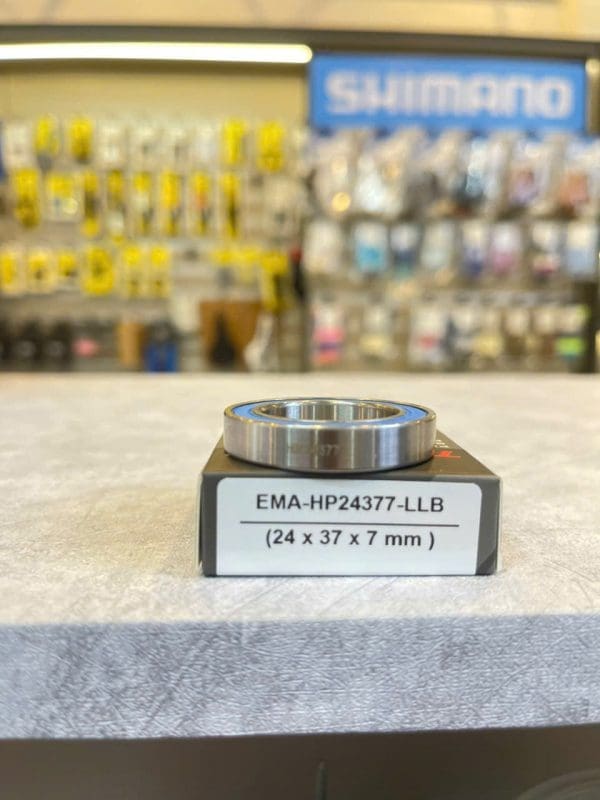 SHIMANO
EMA-HP24377-LLB
(24 x 37 x 7 mm )